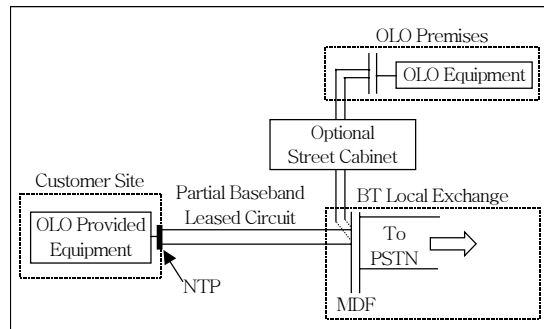 OLO Premises
OLO Equipment
Optional
Street Cabinet
Customer Site
Partial Baseband
Leased Circuit
BT Local Exchange
OLO Provided
Equipment
To
PSTN
NTP
MDF